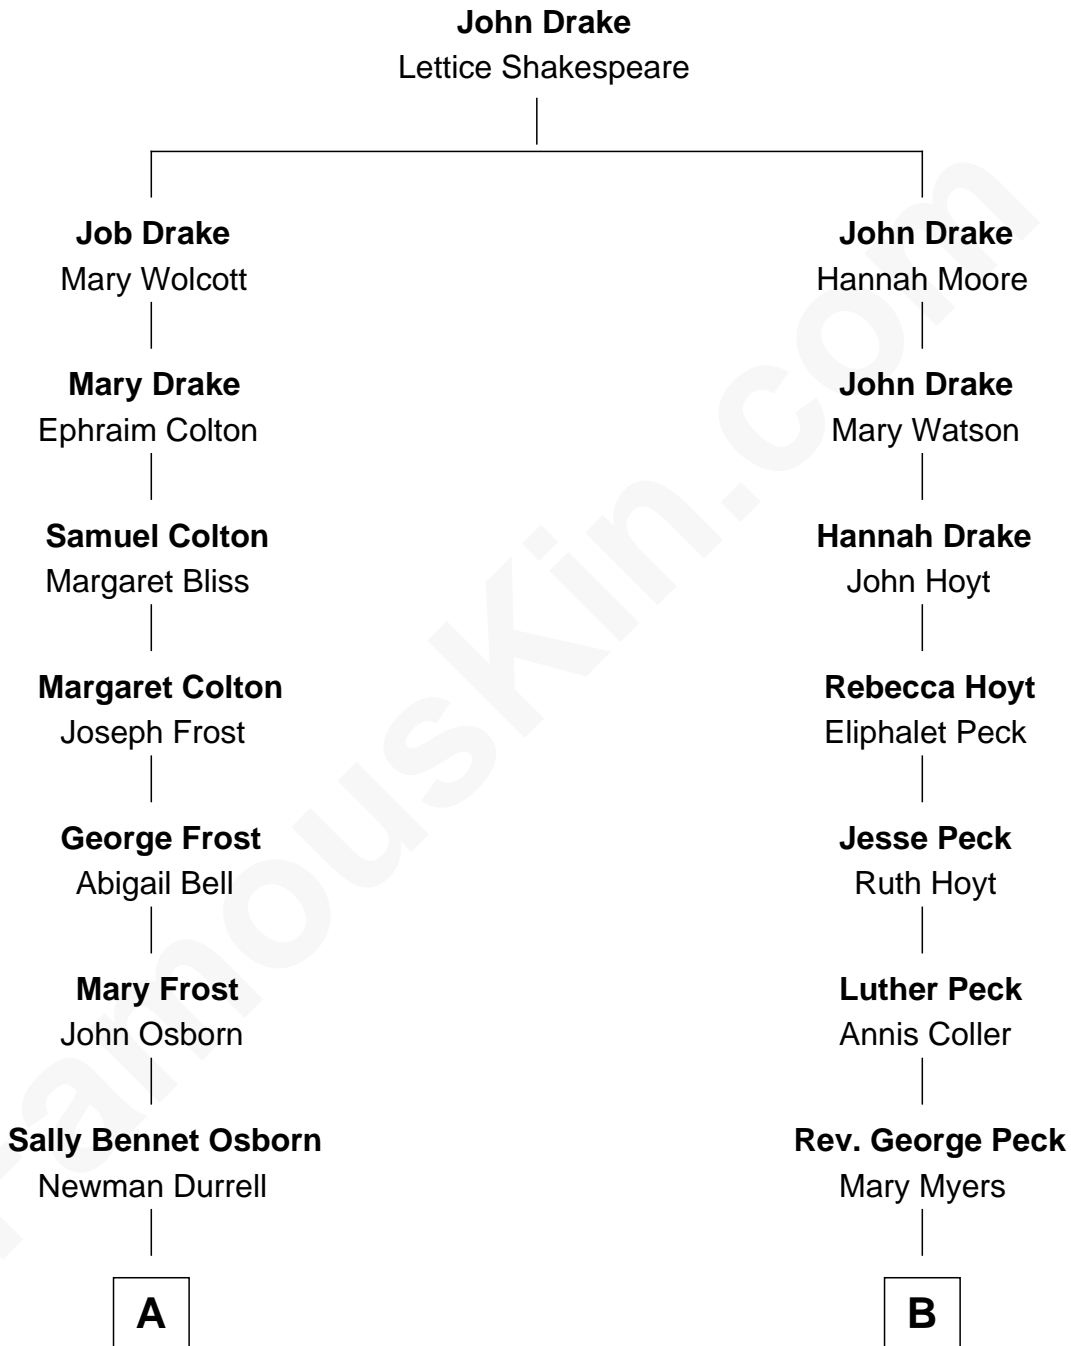 John Drake
Lettice Shakespeare
Job Drake
Mary Wolcott
John Drake
Hannah Moore
Mary Drake
Ephraim Colton
John Drake
Mary Watson
Samuel Colton
Margaret Bliss
Hannah Drake
John Hoyt
Margaret Colton
Joseph Frost
Rebecca Hoyt
Eliphalet Peck
George Frost
Abigail Bell
Jesse Peck
Ruth Hoyt
Mary Frost
John Osborn
Luther Peck
Annis Coller
Sally Bennet Osborn
Newman Durrell
Rev. George Peck
Mary Myers
A
B
FamousKin.com